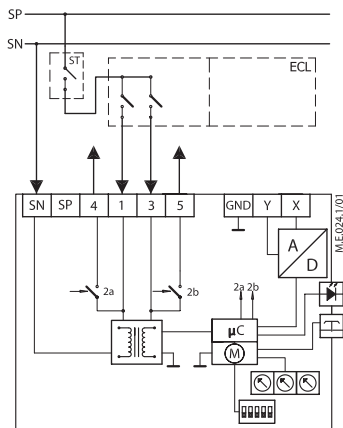 SP
SN
ST
ECL
SN SP 4 1 3 5 GND Y X
A
D
2a
2b
2a 2b
µC
M
M.E.024.1/01